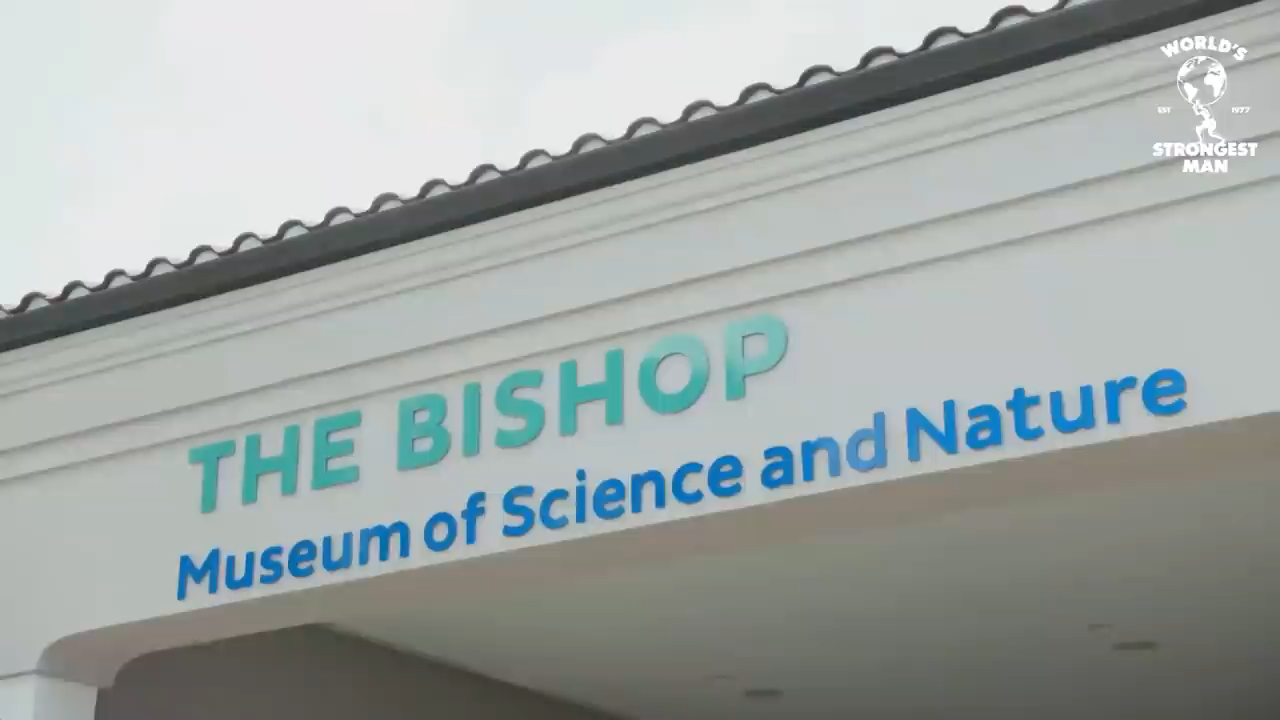 THE BISHOP
Museum of Science and Nature
WORLD'S
EST 1977
STRONGEST
MAN